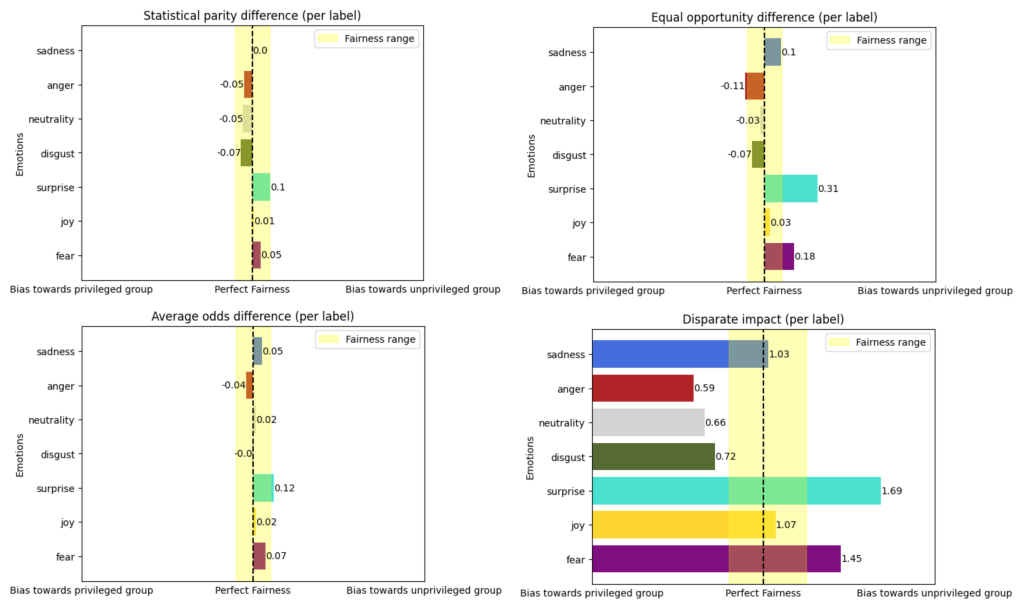 Statistical parity difference (per label)
Fairness range
Emotions
sadness 0.0
anger -0.05
neutrality -0.05
disgust -0.07
surprise 0.1
joy 0.01
fear 0.05
Bias towards privileged group Perfect Fairness Bias towards unprivileged group
Equal opportunity difference (per label)
Fairness range
Emotions
sadness 0.1
anger -0.11
neutrality -0.03
disgust -0.07
surprise 0.31
joy 0.03
fear 0.18
Bias towards privileged group Perfect Fairness Bias towards unprivileged group
Average odds difference (per label)
Fairness range
Emotions
sadness 0.05
anger -0.04
neutrality 0.02
disgust -0.0
surprise 0.12
joy 0.02
fear 0.07
Bias towards privileged group Perfect Fairness Bias towards unprivileged group
Disparate impact (per label)
Fairness range
Emotions
sadness 1.03
anger 0.59
neutrality 0.66
disgust 0.72
surprise 1.69
joy 1.07
fear 1.45
Bias towards privileged group Perfect Fairness Bias towards unprivileged group